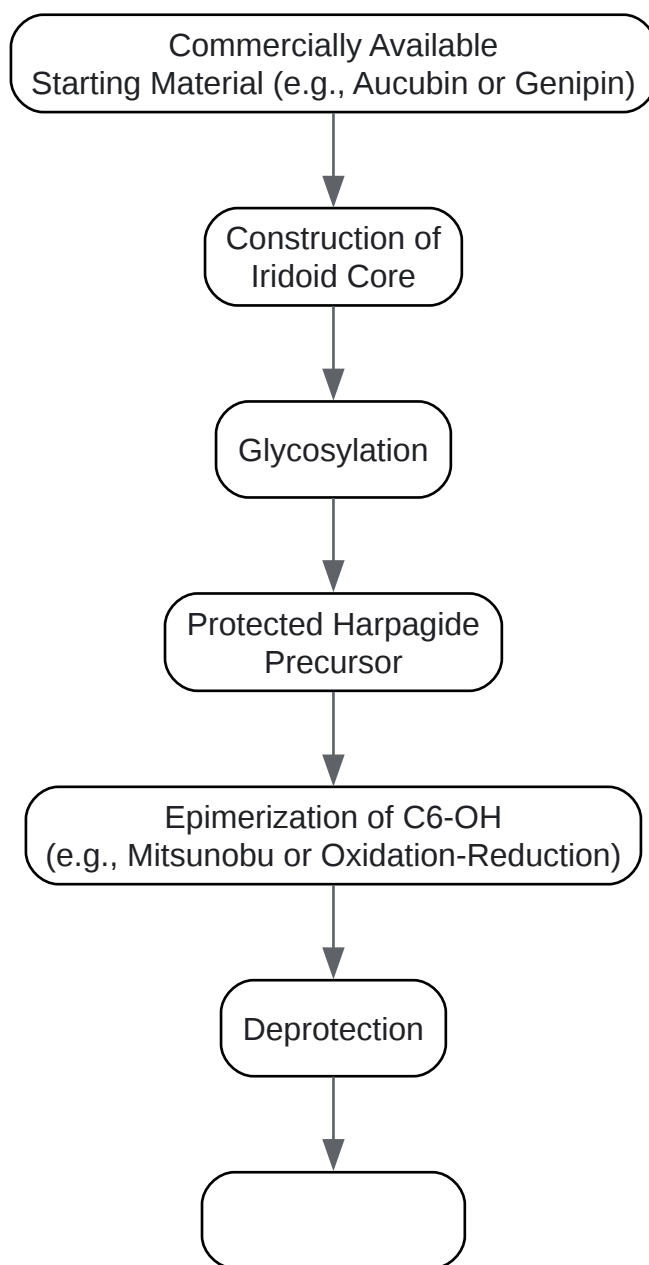 Commercially Available
Starting Material (e.g., Aucubin or Genipin)
Construction of
Iridoid Core
Glycosylation
Protected Harpagide
Precursor
Epimerization of C6-OH
(e.g., Mitsunobu or Oxidation-Reduction)
Deprotection